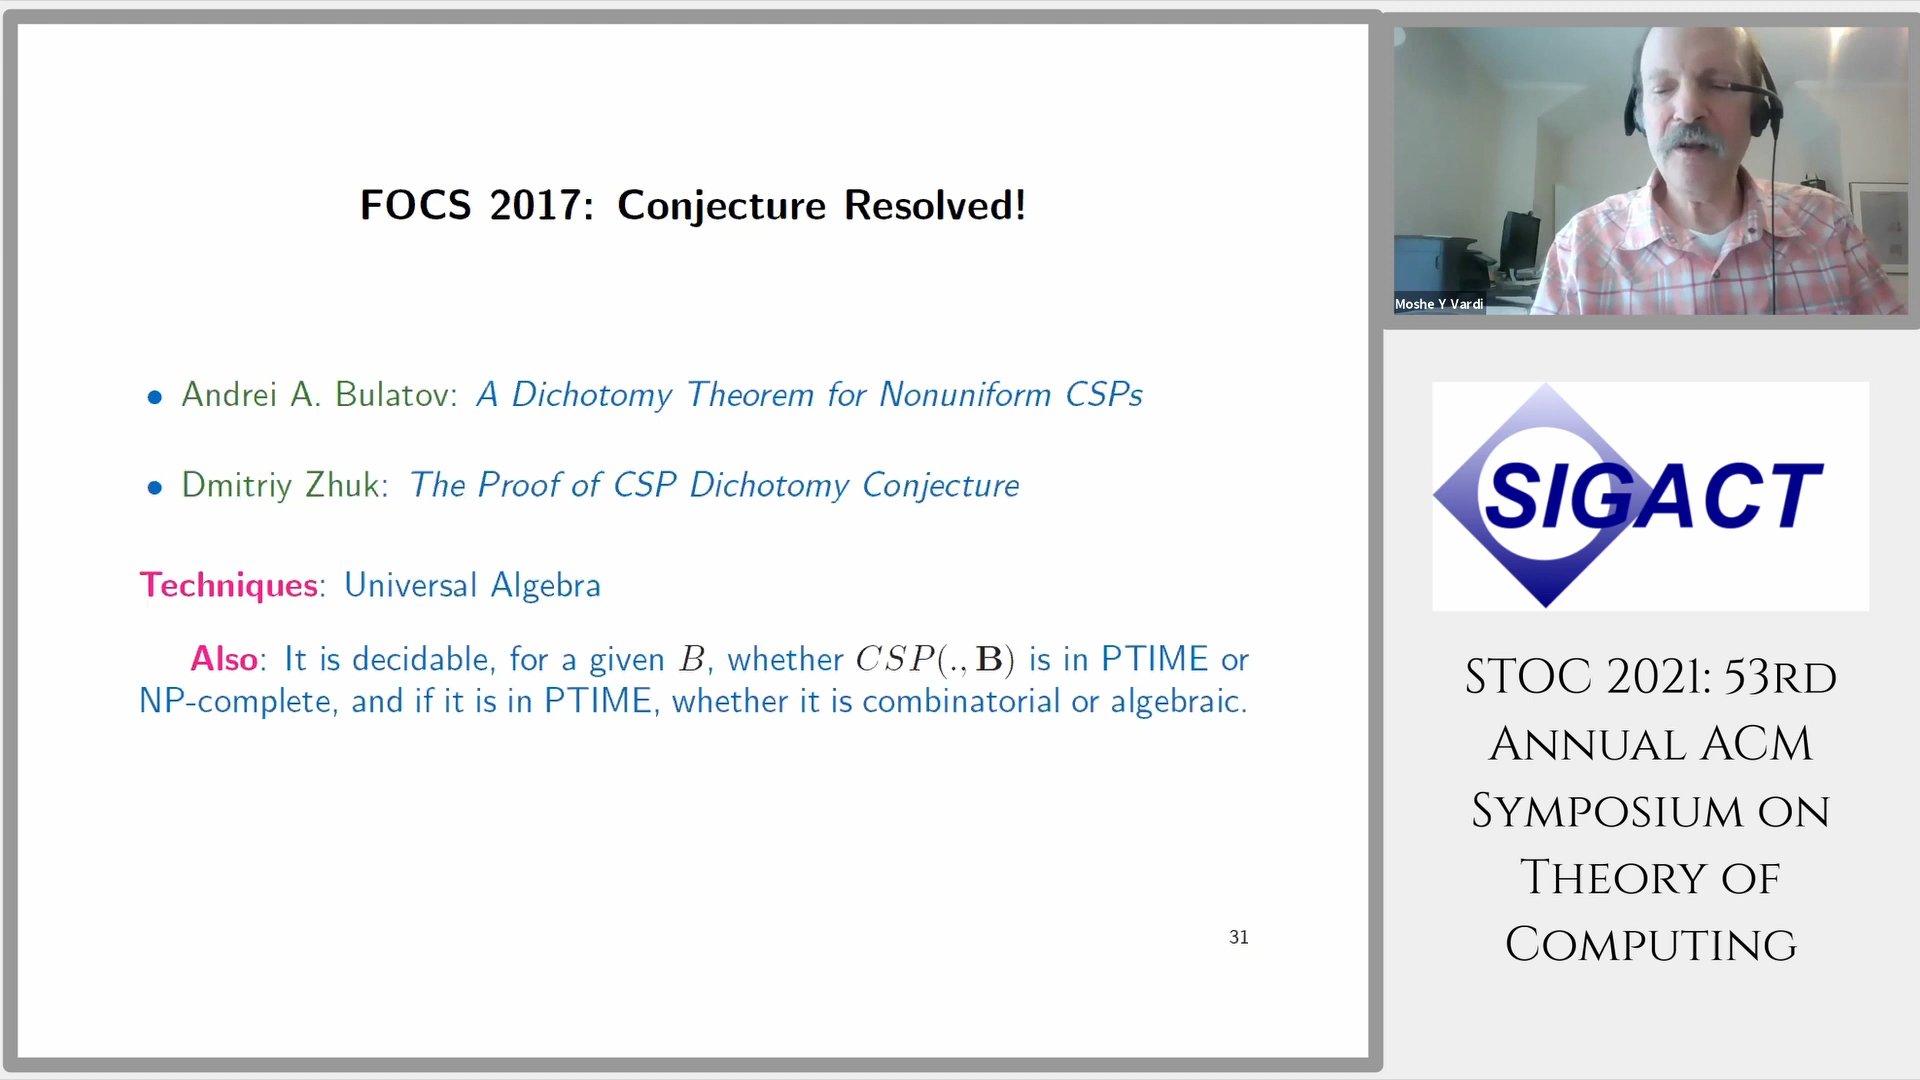 FOCS 2017: Conjecture Resolved!
• Andrei A. Bulatov: A Dichotomy Theorem for Nonuniform CSPs
• Dmitriy Zhuk: The Proof of CSP Dichotomy Conjecture
Techniques: Universal Algebra
Also: It is decidable, for a given B, whether CSP(., B) is in PTIME or
NP-complete, and if it is in PTIME, whether it is combinatorial or algebraic.
31
Moshe Y Vardi
SIGACT
STOC 2021: 53rd
Annual ACM
Symposium on
Theory of
Computing